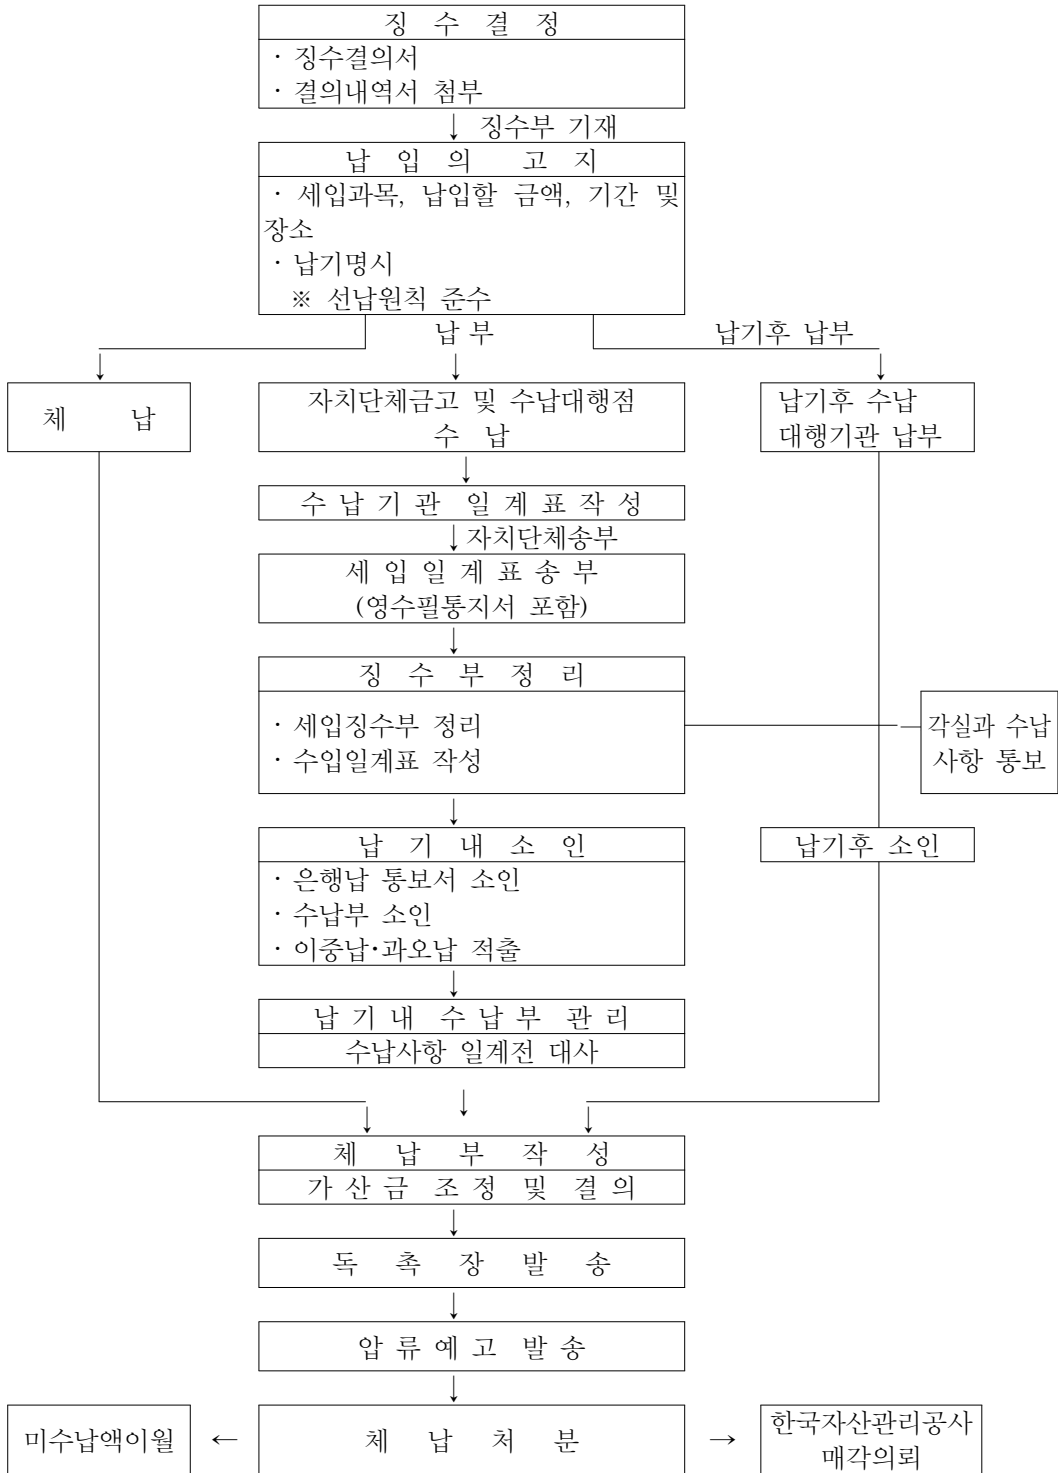 징 수 결 정
· 징수결의서
· 결의내역서 첨부
↓ 징수부 기재
납 입 의 고 지
· 세입과목, 납입할 금액, 기간 및
장소
· 납기명시
※ 선납원칙 준수
납 부
납기후 납부
체 납
자치단체금고 및 수납대행점
수 납
납기후 수납
대행기관 납부
수 납 기 관 일 계 표 작 성
↓ 자치단체송부
세 입 일 계 표 송 부
(영수필통지서 포함)
징 수 부 정 리
· 세입징수부 정리
· 수입일계표 작성
각실과 수납
사항 통보
납 기 내 소 인
· 은행납 통보서 소인
· 수납부 소인
· 이중납·과오납 적출
납기후 소인
납 기 내 수 납 부 관 리
수납사항 일계전 대사
체 납 부 작 성
가 산 금 조 정 및 결 의
독 촉 장 발 송
압 류 예 고 발 송
미수납액이월 ← 체 납 처 분 →
한국자산관리공사
매각의뢰